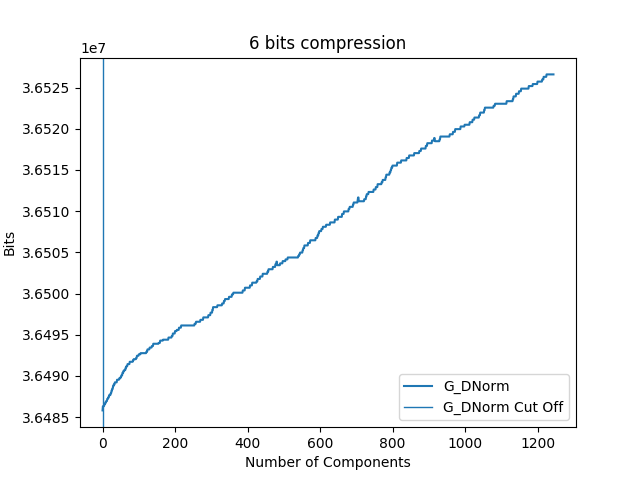 6 bits compression
1e7
3.6525
3.6520
3.6515
3.6510
3.6505
3.6500
3.6495
3.6490
3.6485
Bits
0 200 400 600 800 1000 1200
Number of Components
G_DNorm
G_DNorm Cut Off